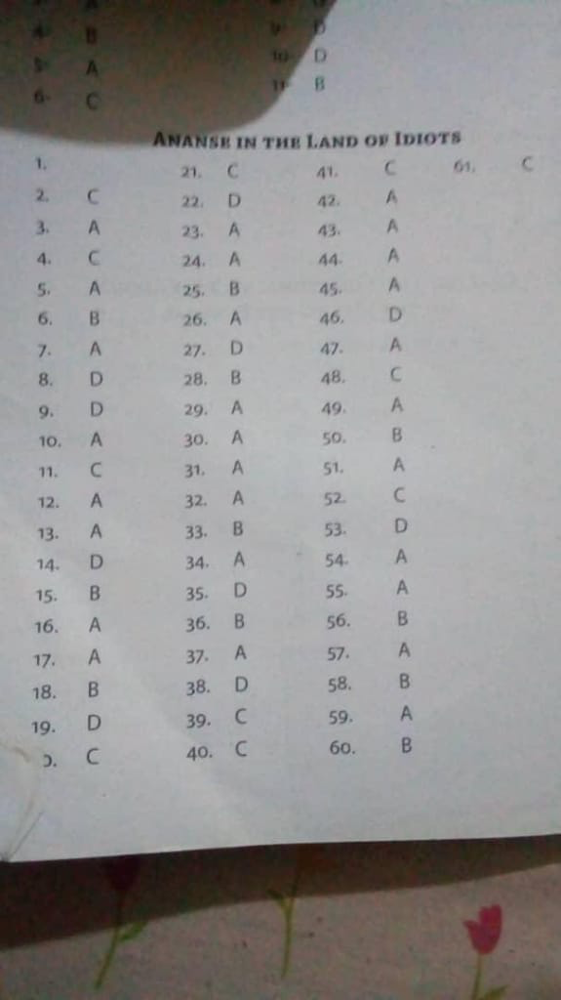 4- B 9- D
5- A 10- D
6- C 11- B
ANANSE IN THE LAND OF IDIOTS
1. 21. C 41. C 61. C
2. C 22. D 42. A
3. A 23. A 43. A
4. C 24. A 44. A
5. A 25. B 45. A
6. B 26. A 46. D
7. A 27. D 47. A
8. D 28. B 48. C
9. D 29. A 49. A
10. A 30. A 50. B
11. C 31. A 51. A
12. A 32. A 52. C
13. A 33. B 53. D
14. D 34. A 54. A
15. B 35. D 55. A
16. A 36. B 56. B
17. A 37. A 57. A
18. B 38. D 58. B
19. D 39. C 59. A
0. C 40. C 60. B